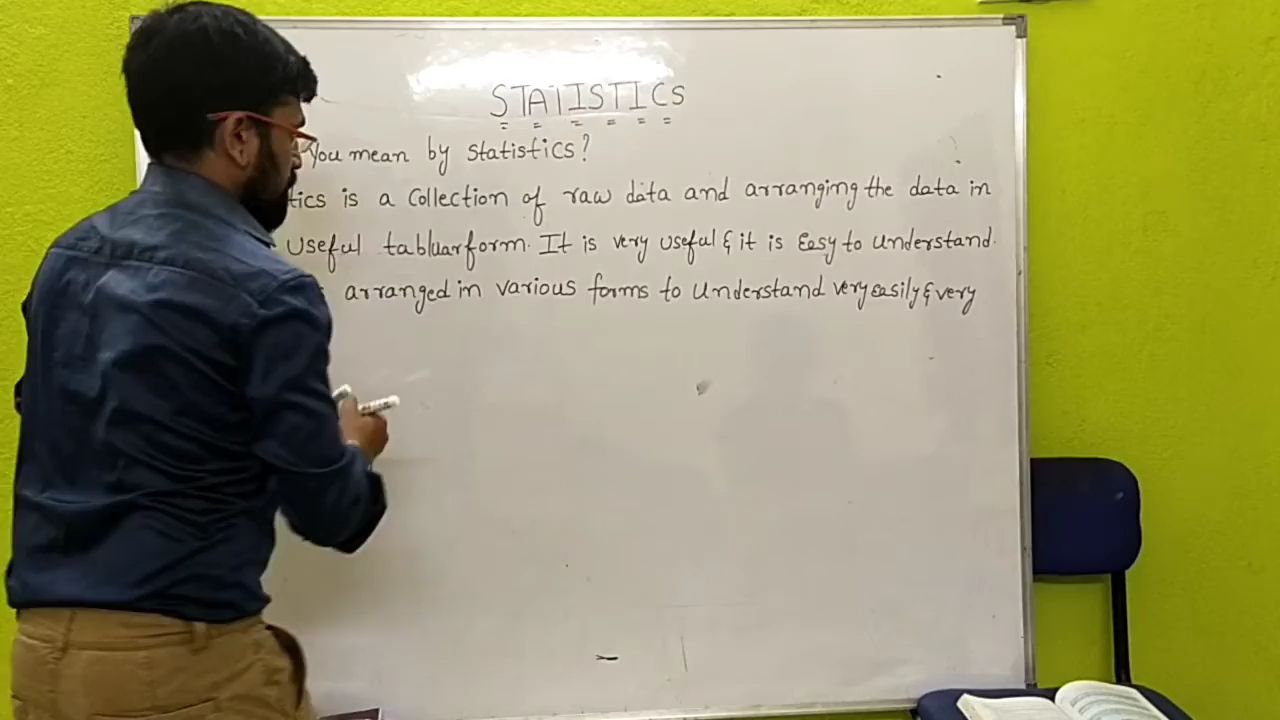 STATISTICS
You mean by statistics?
tics is a Collection of raw data and arranging the data in
useful tabluarform. It is very useful & it is Easy to understand.
arranged in various forms to understand very easily & very